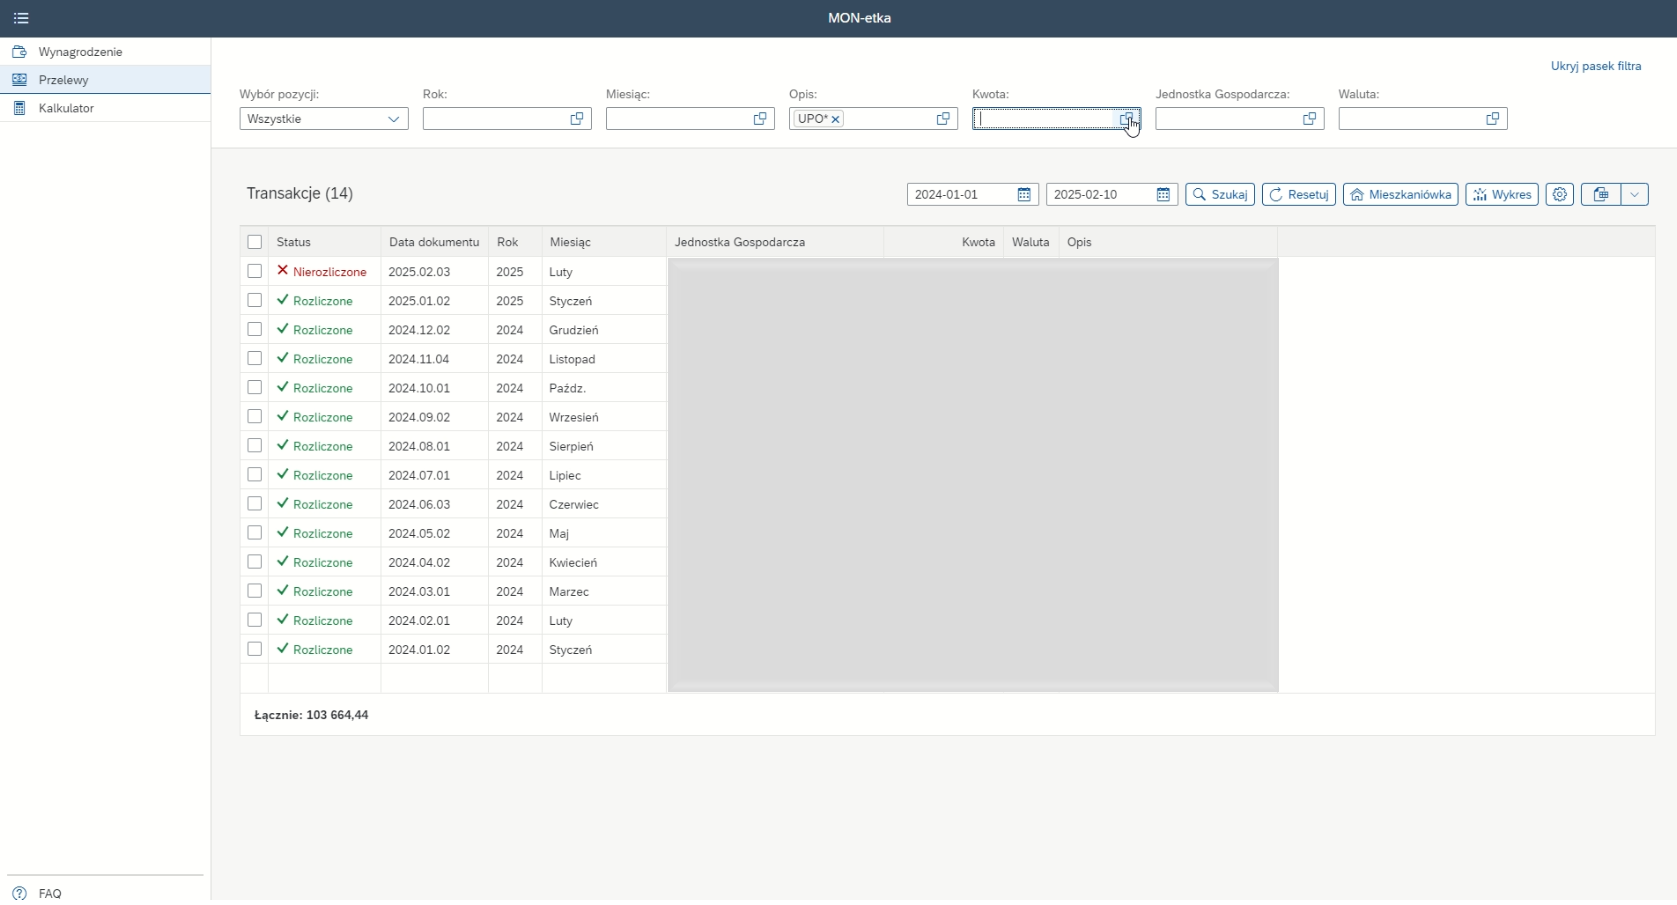 MON-etka
Wynagrodzenie
Przelewy
Kalkulator
Ukryj pasek filtra
Wybór pozycji: Rok: Miesiąc: Opis: Kwota: Jednostka Gospodarcza: Waluta:
Wszystkie UPO*
Transakcje (14) 2024-01-01 2025-02-10 Szukaj Resetuj Mieszkaniówka Wykres
Status Data dokumentu Rok Miesiąc Jednostka Gospodarcza Kwota Waluta Opis
Nierozliczone 2025.02.03 2025 Luty
Rozliczone 2025.01.02 2025 Styczeń
Rozliczone 2024.12.02 2024 Grudzień
Rozliczone 2024.11.04 2024 Listopad
Rozliczone 2024.10.01 2024 Paźdz.
Rozliczone 2024.09.02 2024 Wrzesień
Rozliczone 2024.08.01 2024 Sierpień
Rozliczone 2024.07.01 2024 Lipiec
Rozliczone 2024.06.03 2024 Czerwiec
Rozliczone 2024.05.02 2024 Maj
Rozliczone 2024.04.02 2024 Kwiecień
Rozliczone 2024.03.01 2024 Marzec
Rozliczone 2024.02.01 2024 Luty
Rozliczone 2024.01.02 2024 Styczeń
Łącznie: 103 664,44
FAQ